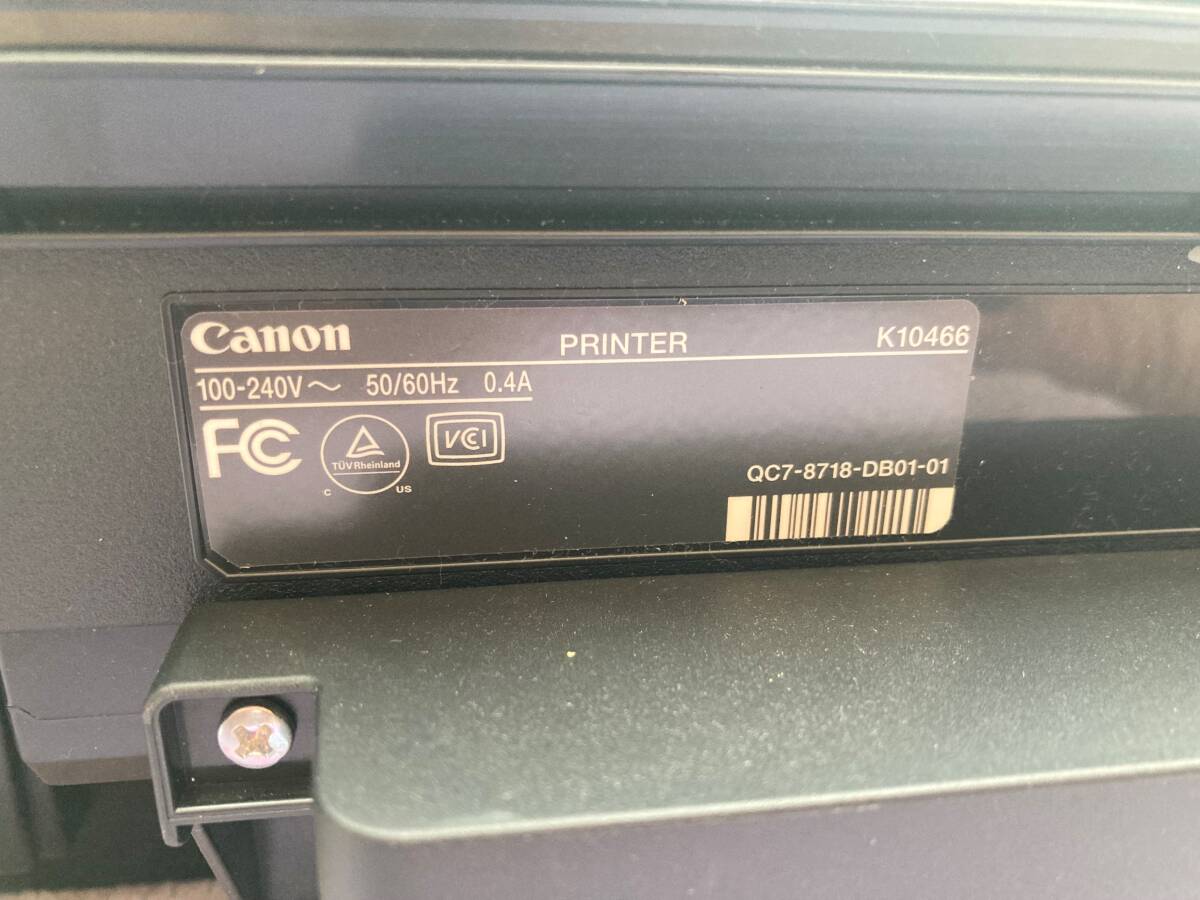 Canon PRINTER K10466
100-240V～ 50/60Hz 0.4A
FC TÜVRheinland VCI
C US
QC7-8718-DB01-01